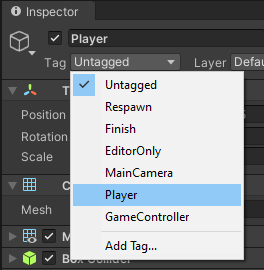 Inspector
Player
Tag Untagged Layer
Untagged
Respawn
Finish
EditorOnly
MainCamera
Player
GameController
Add Tag...
T
Position
Rotation
Scale
C
Mesh
M
Box Collider